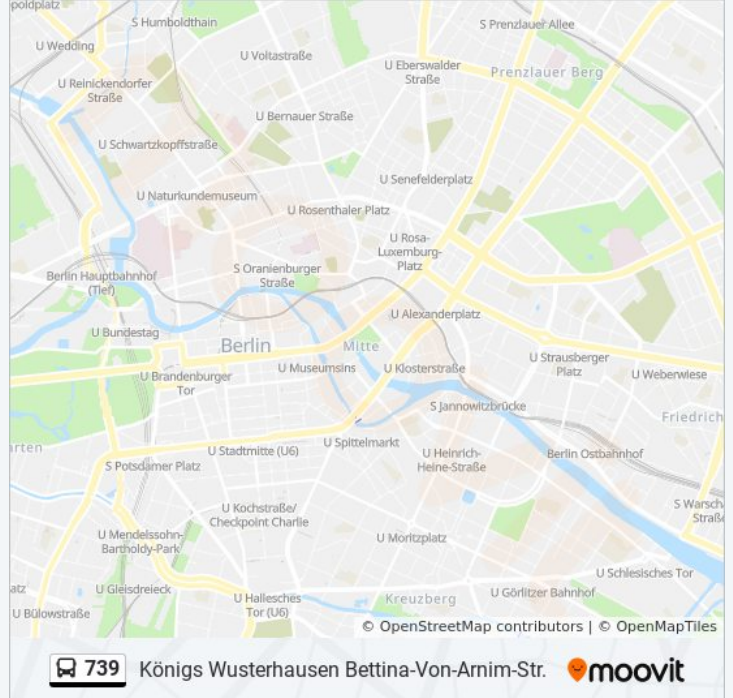 poldplatz
S Humboldthain
S Prenzlauer Allee
U Wedding
U Voltastraße
U Eberswalder
Straße
Prenzlauer Berg
U Reinickendorfer
Straße
U Bernauer Straße
U Schwartzkopffstraße
U Senefelderplatz
U Naturkundemuseum
U Rosenthaler Platz
U Rosa-
Luxemburg-
Platz
Berlin Hauptbahnhof
(Tief)
S Oranienburger
Straße
U Alexanderplatz
U Bundestag
Berlin
Mitte
U Strausberger
Platz
U Museumsins
U Klosterstraße
U Weberwiese
U Brandenburger
Tor
S Jannowitzbrücke
Friedrich
rten
U Stadtmitte (U6)
U Spittelmarkt
U Heinrich-
Heine-Straße
Berlin Ostbahnhof
S Potsdamer Platz
S Warsch
Straße
U Kochstraße/
Checkpoint Charlie
U Mendelssohn-
Bartholdy-Park
U Moritzplatz
U Schlesisches Tor
atz
U Gleisdreieck
U Hallesches
Tor (U6)
Kreuzberg
U Görlitzer Bahnhof
U Bülowstraße
© OpenStreetMap contributors | © OpenMapTiles
739 Königs Wusterhausen Bettina-Von-Arnim-Str. moovit